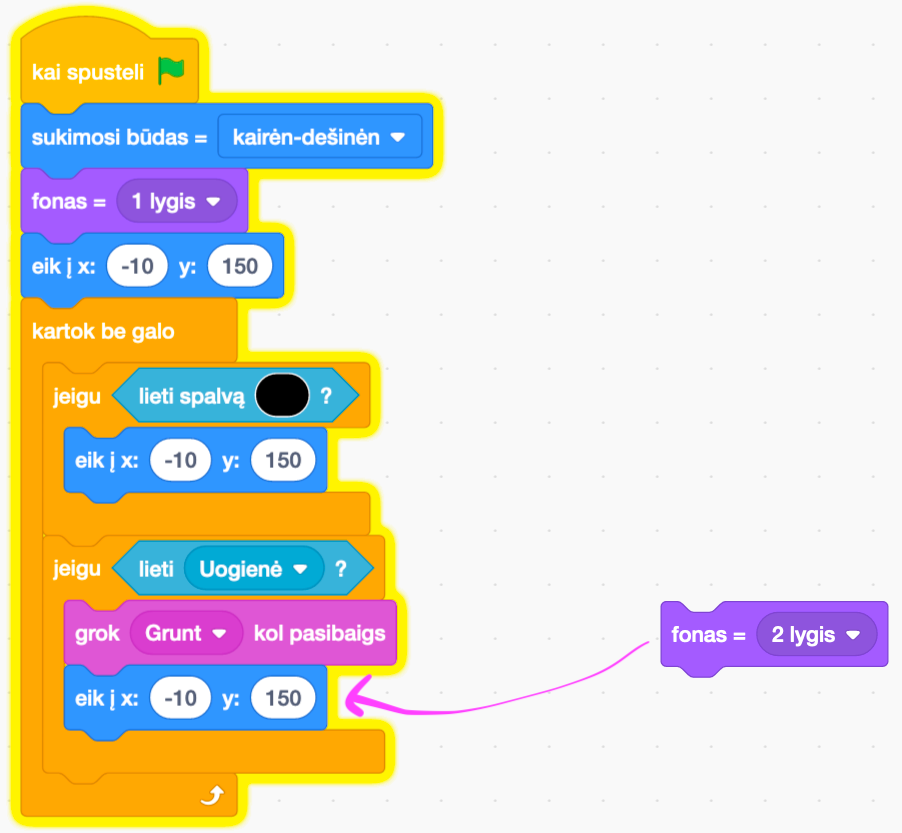 kai spusteli
sukimosi būdas = kairėn-dešinėn
fonas = 1 lygis
eik į x: -10 y: 150
kartok be galo
jeigu lieti spalvą ?
eik į x: -10 y: 150
jeigu lieti Uogienė ?
grok Grunt kol pasibaigs
fonas = 2 lygis
eik į x: -10 y: 150